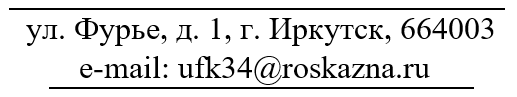 ул. Фурье, д. 1, г. Иркутск, 664003
e-mail: ufk34@roskazna.ru